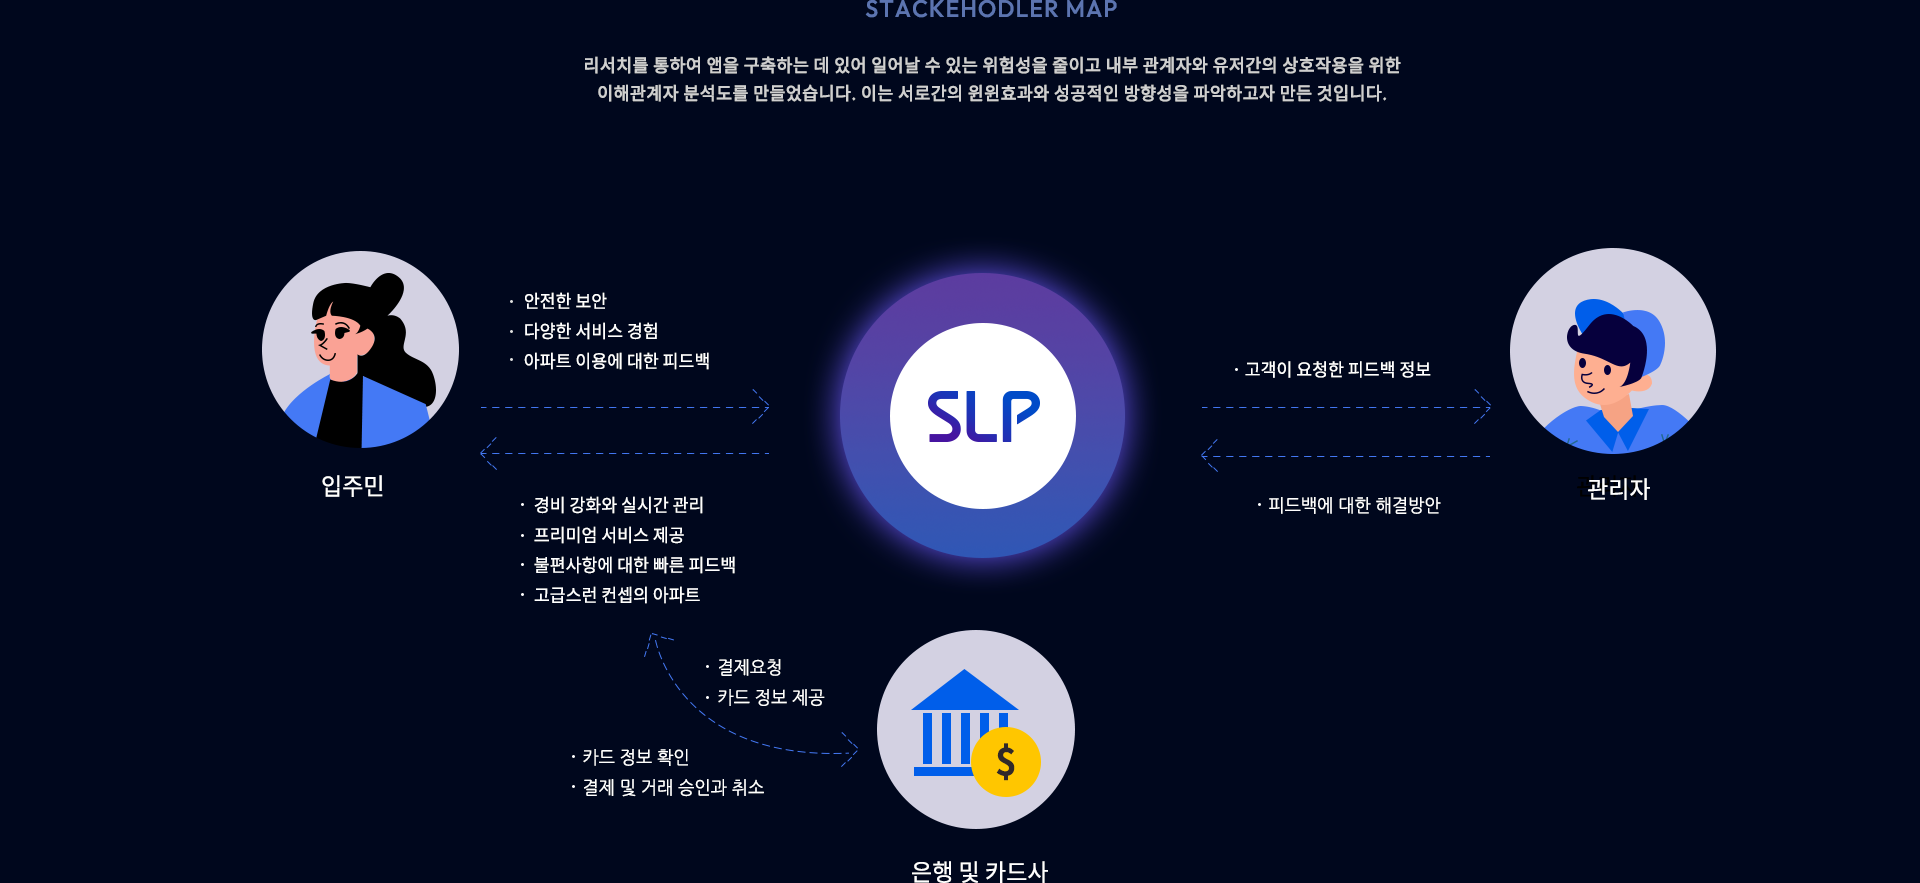 STACKEHODLER MAP
리서치를 통하여 앱을 구축하는 데 있어 일어날 수 있는 위험성을 줄이고 내부 관계자와 유저간의 상호작용을 위한
이해관계자 분석도를 만들었습니다. 이는 서로간의 윈윈효과와 성공적인 방향성을 파악하고자 만든 것입니다.
· 안전한 보안
· 다양한 서비스 경험
· 아파트 이용에 대한 피드백
입주민
· 경비 강화와 실시간 관리
· 프리미엄 서비스 제공
· 불편사항에 대한 빠른 피드백
· 고급스런 컨셉의 아파트
SLP
· 고객이 요청한 피드백 정보
· 피드백에 대한 해결방안
관리자
· 결제요청
· 카드 정보 제공
· 카드 정보 확인
· 결제 및 거래 승인과 취소
$
은행 및 카드사